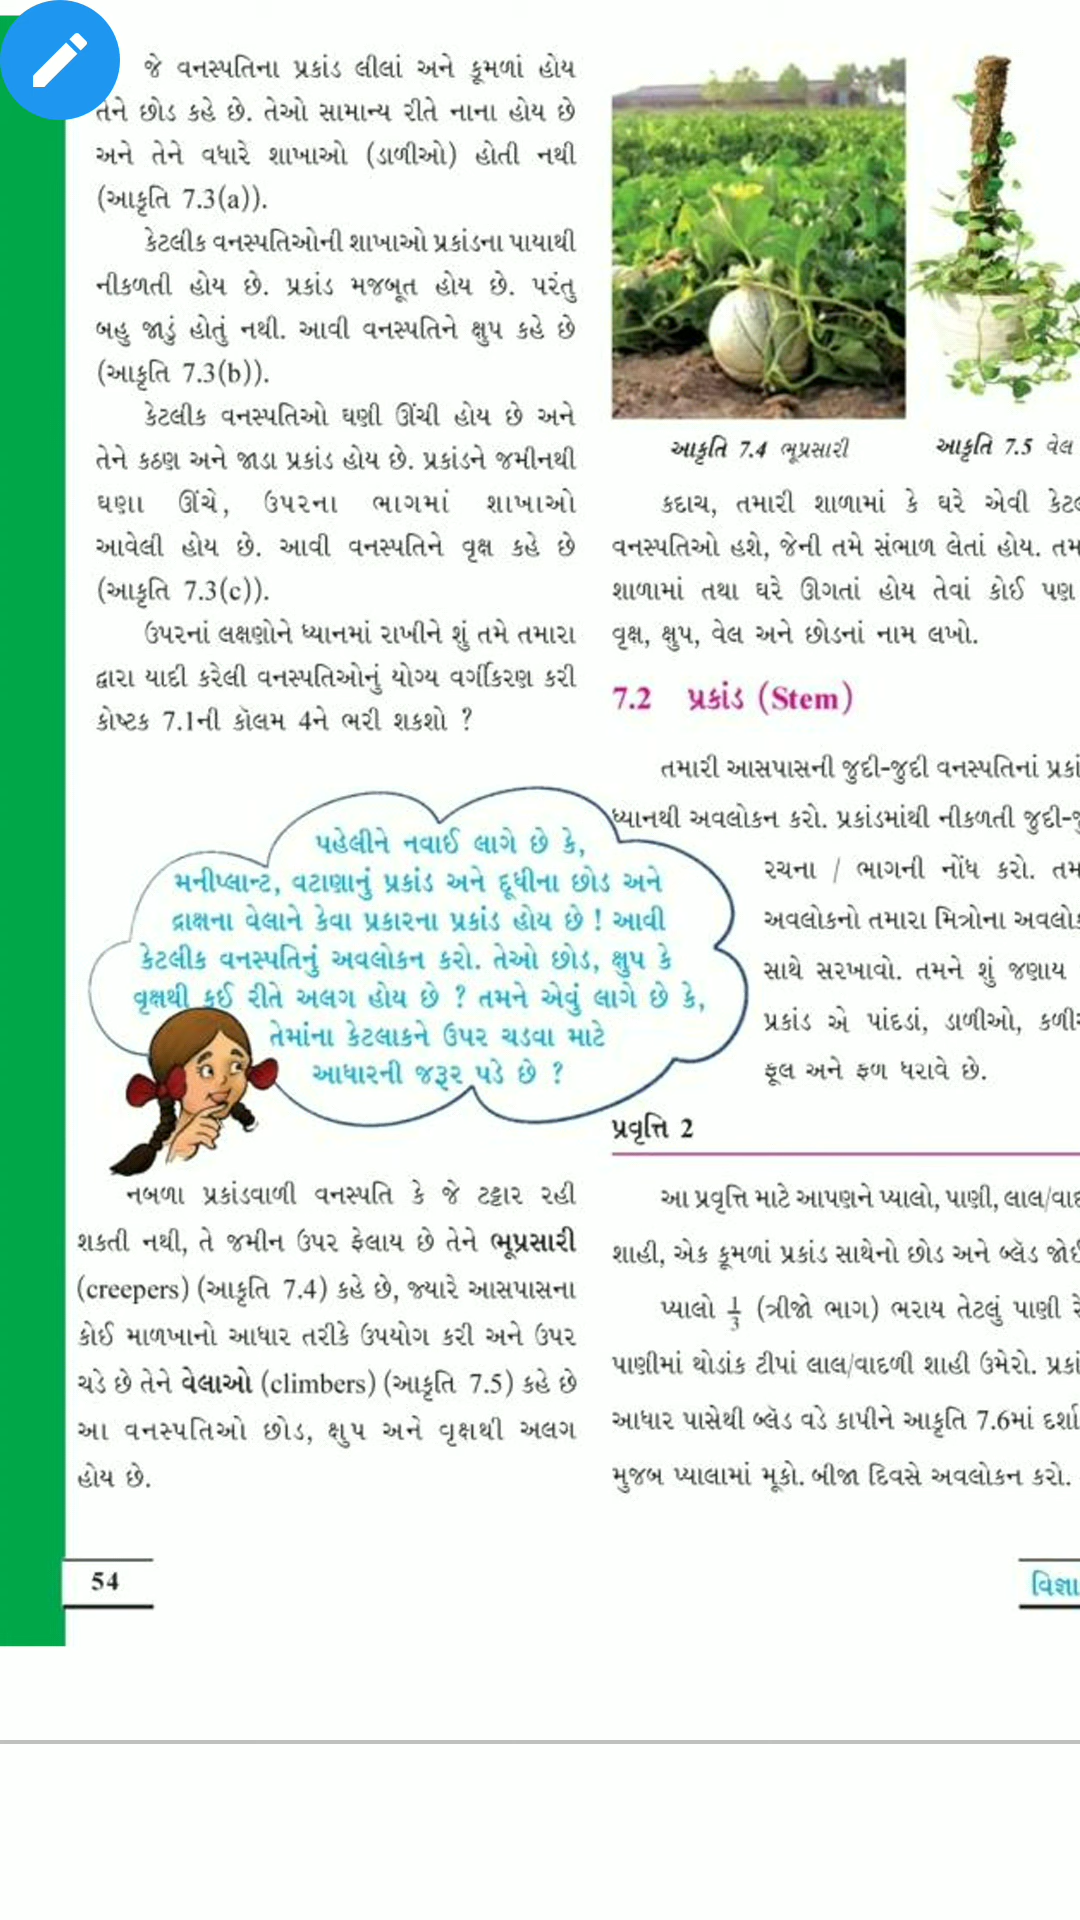 જે વનસ્પતિના પ્રકાંડ લીલાં અને કૂમળાં હોય
તેને છોડ કહે છે. તેઓ સામાન્ય રીતે નાના હોય છે
અને તેને વધારે શાખાઓ (ડાળીઓ) હોતી નથી
(આકૃતિ 7.3(a)).
કેટલીક વનસ્પતિઓની શાખાઓ પ્રકાંડના પાયાથી
નીકળતી હોય છે. પ્રકાંડ મજબૂત હોય છે. પરંતુ
બહુ જાડું હોતું નથી. આવી વનસ્પતિને ક્ષુપ કહે છે
(આકૃતિ 7.3(b)).
કેટલીક વનસ્પતિઓ ઘણી ઊંચી હોય છે અને
તેને કઠણ અને જાડા પ્રકાંડ હોય છે. પ્રકાંડને જમીનથી
ઘણા ઊંચે, ઉપરના ભાગમાં શાખાઓ
આવેલી હોય છે. આવી વનસ્પતિને વૃક્ષ કહે છે
(આકૃતિ 7.3(c)).
ઉપરનાં લક્ષણોને ધ્યાનમાં રાખીને શું તમે તમારા
દ્વારા યાદી કરેલી વનસ્પતિઓનું યોગ્ય વર્ગીકરણ કરી
કોષ્ટક 7.1ની કૉલમ 4ને ભરી શકશો ?
પહેલીને નવાઈ લાગે છે કે,
મનીપ્લાન્ટ, વટાણાનું પ્રકાંડ અને દૂધીના છોડ અને
દ્રાક્ષના વેલાને કેવા પ્રકારના પ્રકાંડ હોય છે ! આવી
કેટલીક વનસ્પતિનું અવલોકન કરો. તેઓ છોડ, ક્ષુપ કે
વૃક્ષથી કઈ રીતે અલગ હોય છે ? તમને એવું લાગે છે કે,
તેમાંના કેટલાકને ઉપર ચડવા માટે
આધારની જરૂર પડે છે ?
નબળા પ્રકાંડવાળી વનસ્પતિ કે જે ટટ્ટાર રહી
શકતી નથી, તે જમીન ઉપર ફેલાય છે તેને ભૂપ્રસારી
(creepers) (આકૃતિ 7.4) કહે છે, જ્યારે આસપાસના
કોઈ માળખાનો આધાર તરીકે ઉપયોગ કરી અને ઉપર
ચડે છે તેને વેલાઓ (climbers) (આકૃતિ 7.5) કહે છે
આ વનસ્પતિઓ છોડ, ક્ષુપ અને વૃક્ષથી અલગ
હોય છે.
54
આકૃતિ 7.4 ભૂપ્રસારી
આકૃતિ 7.5 વેલ
કદાચ, તમારી શાળામાં કે ઘરે એવી
વનસ્પતિઓ હશે, જેની તમે સંભાળ લેતાં હોય.
શાળામાં તથા ઘરે ઊગતાં હોય તેવાં કોઈ પણ
વૃક્ષ, ક્ષુપ, વેલ અને છોડનાં નામ લખો.
7.2 પ્રકાંડ (Stem)
તમારી આસપાસની જુદી-જુદી વનસ્પતિનાં
ધ્યાનથી અવલોકન કરો. પ્રકાંડમાંથી નીકળતી
રચના / ભાગની નોંધ કરો.
અવલોકનો તમારા મિત્રોના
સાથે સરખાવો. તમને શું જણાય
પ્રકાંડ એ પાંદડાં, ડાળીઓ,
ફૂલ અને ફળ ધરાવે છે.
પ્રવૃત્તિ 2
આ પ્રવૃત્તિ માટે આપણને પ્યાલો, પાણી,
શાહી, એક કૂમળાં પ્રકાંડ સાથેનો છોડ અને બ્લૅડ
પ્યાલો 1/3 (ત્રીજો ભાગ) ભરાય તેટલું પાણી
પાણીમાં થોડાંક ટીપાં લાલ/વાદળી શાહી ઉમેરો.
આધાર પાસેથી બ્લૅડ વડે કાપીને આકૃતિ 7.6માં
મુજબ પ્યાલામાં મૂકો. બીજા દિવસે અવલોકન કરો.